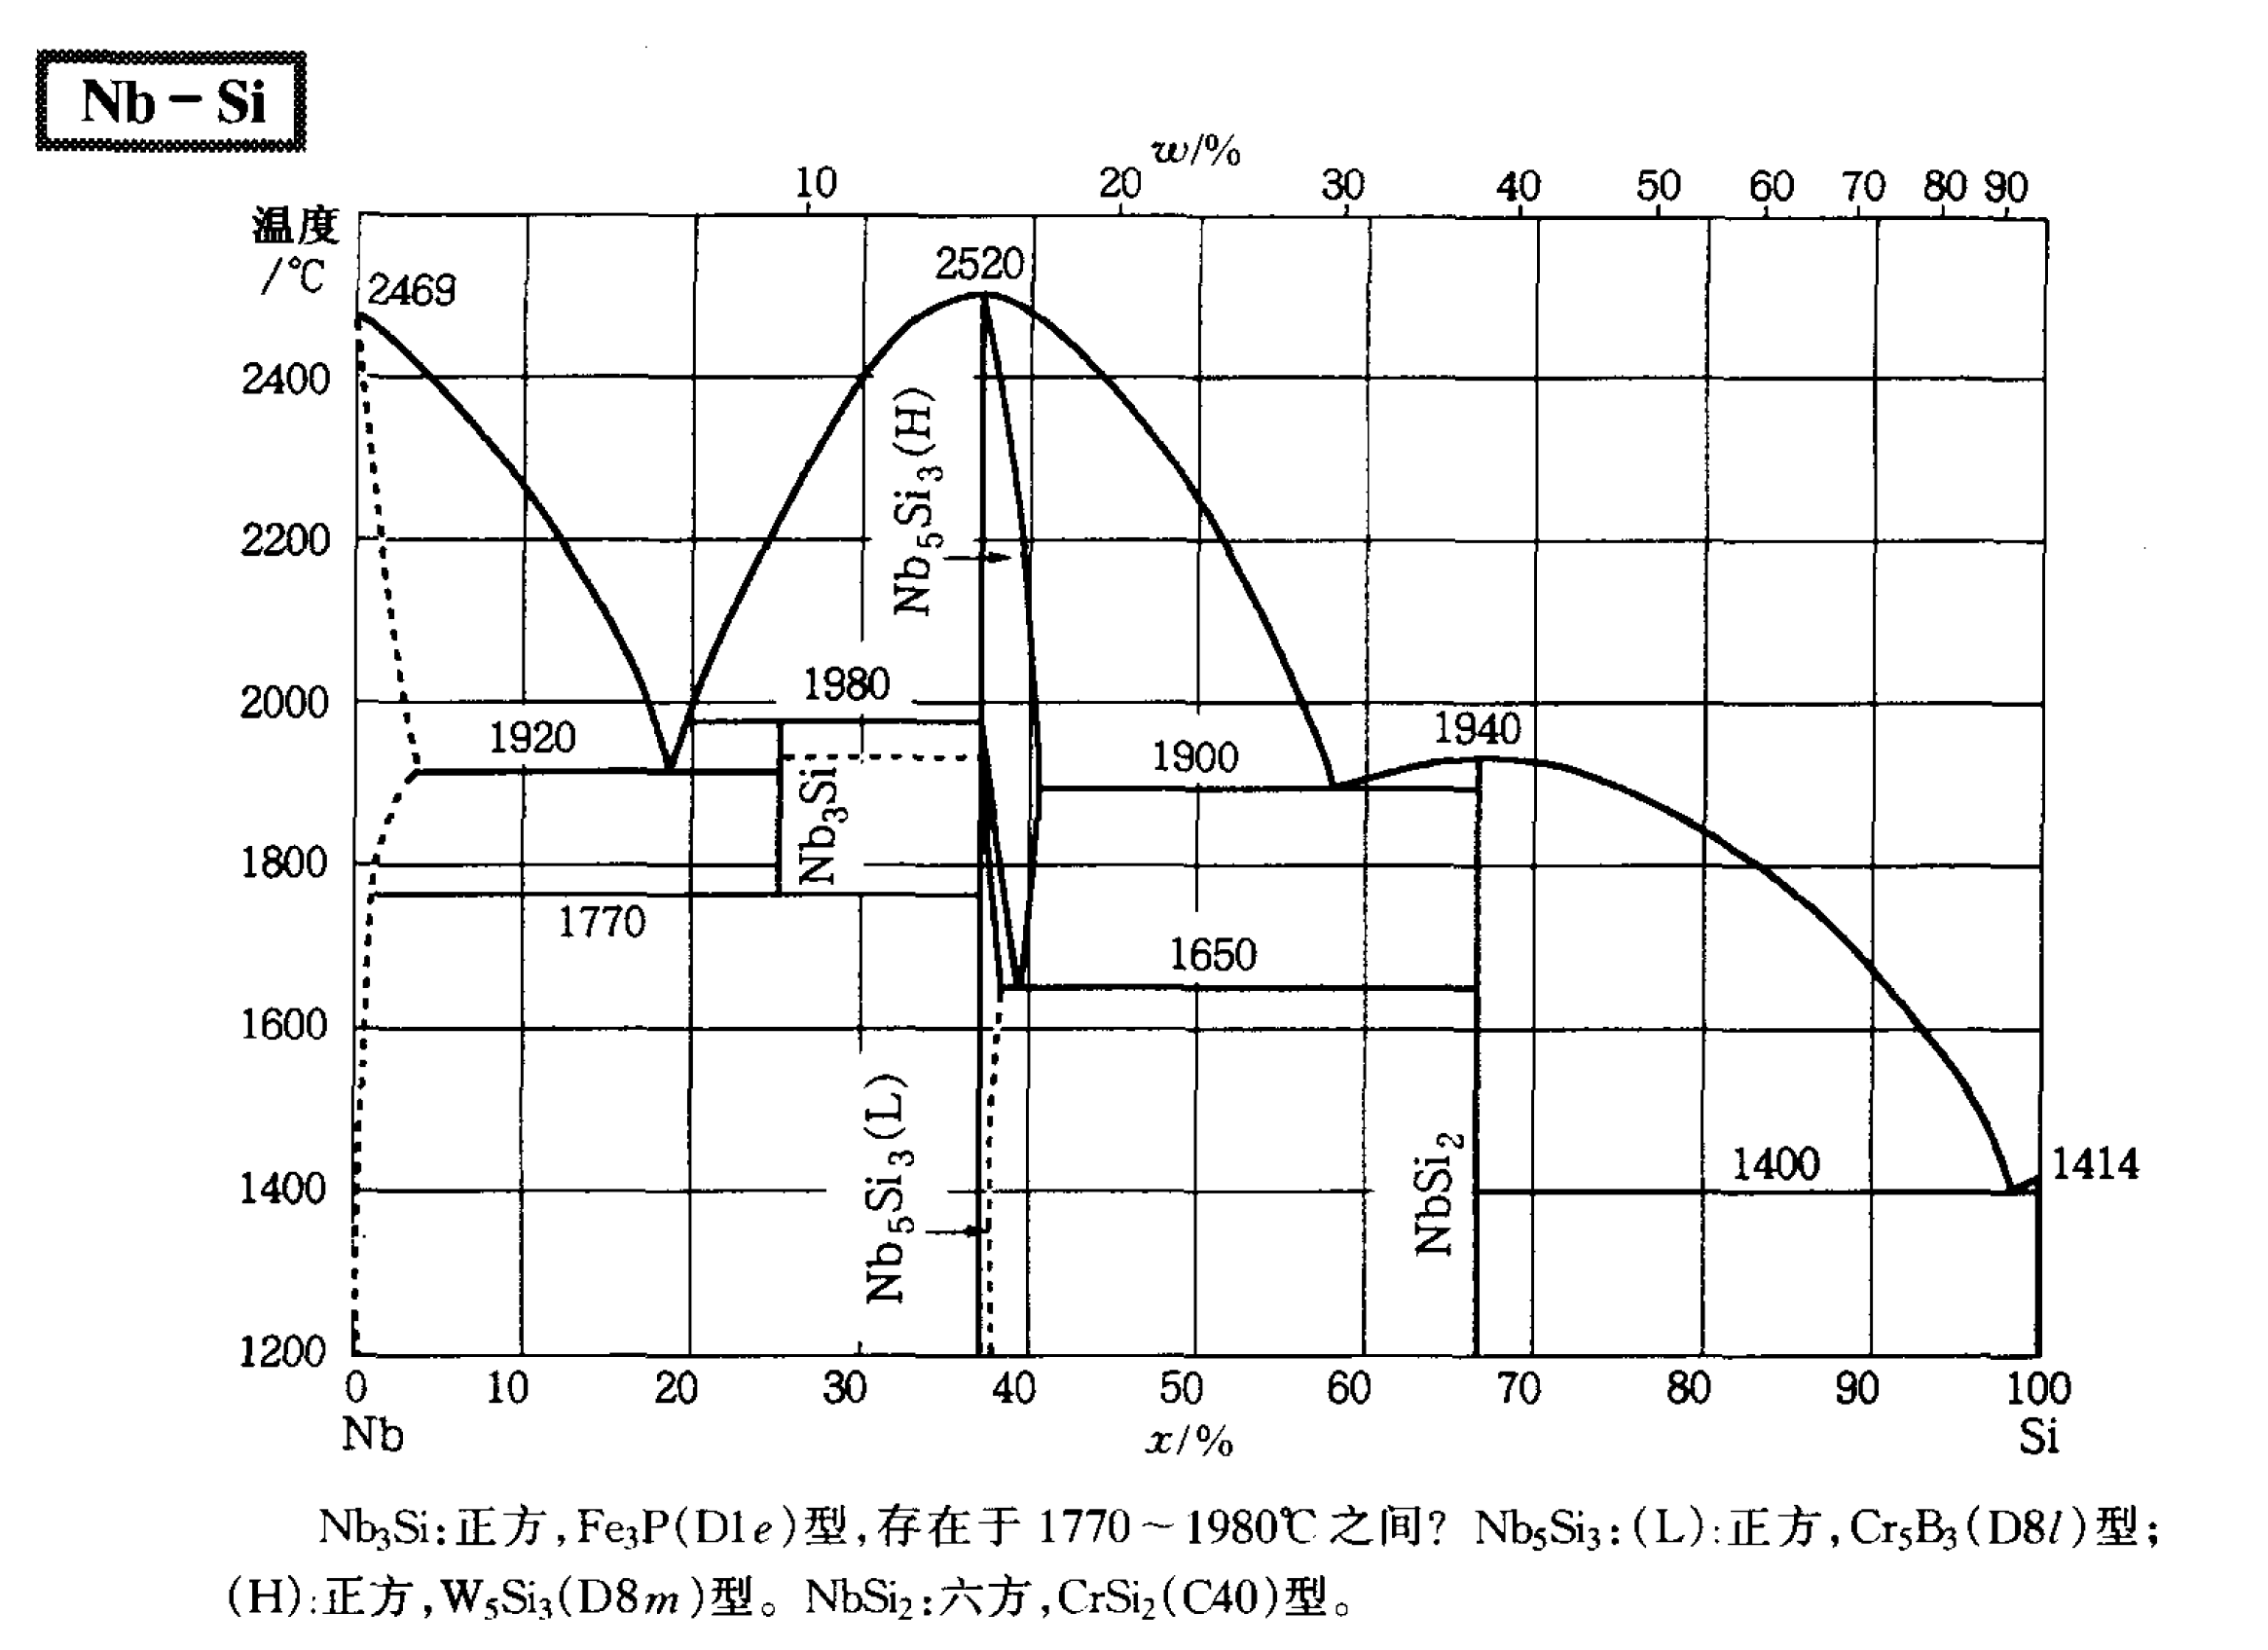 Nb - Si
w/%
10 20 30 40 50 60 70 80 90
温度
/℃
2469
2520
2400
Nb5Si3(H)
2200
2000
1980
1920
1900
1940
Nb3Si
1800
1770
1650
1600
Nb5Si3(L)
NbSi2
1400
1400
1414
1200
0 10 20 30 40 50 60 70 80 90 100
Nb x/% Si
Nb3Si:正方,Fe3P(D1e)型,存在于 1770～1980℃之间? Nb5Si3:(L):正方,Cr5B3(D8l)型;
(H):正方,W5Si3(D8m)型。NbSi2:六方,CrSi2(C40)型。